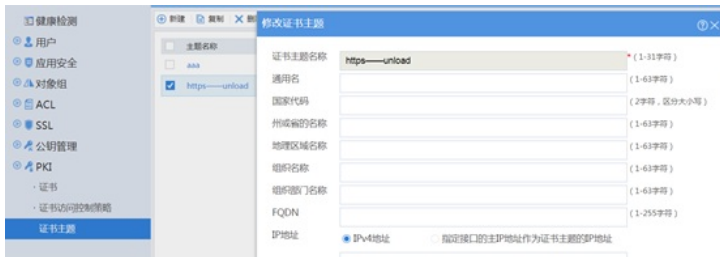 健康检测
用户
应用安全
对象组
ACL
SSL
公钥管理
PKI
·证书
·证书访问控制策略
证书主题
新建 复制 删
主题名称
aaa
https——unload
修改证书主题
证书主题名称 https——unload *(1-31字符)
通用名 (1-63字符)
国家代码 (2字符，区分大小写)
州或省的名称 (1-63字符)
地理区域名称 (1-63字符)
组织名称 (1-63字符)
组织部门名称 (1-63字符)
FQDN (1-255字符)
IP地址 IPv4地址 指定接口的主IP地址作为证书主题的IP地址